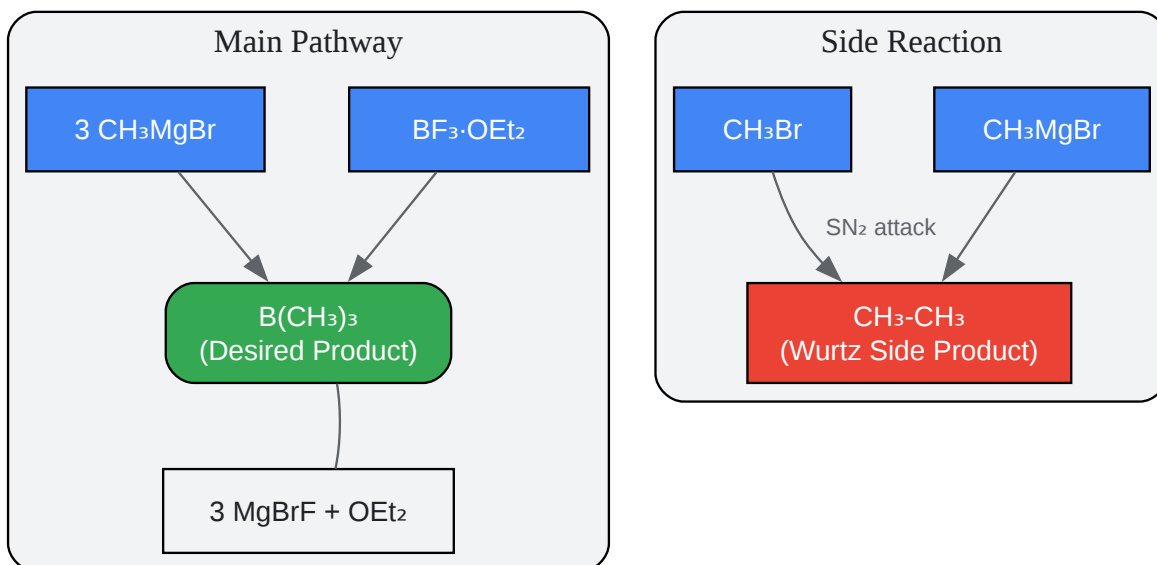 Main Pathway
3 CH₃MgBr
BF₃·OEt₂
B(CH₃)₃
(Desired Product)
3 MgBrF + OEt₂
Side Reaction
CH₃Br
CH₃MgBr
SN₂ attack
CH₃-CH₃
(Wurtz Side Product)